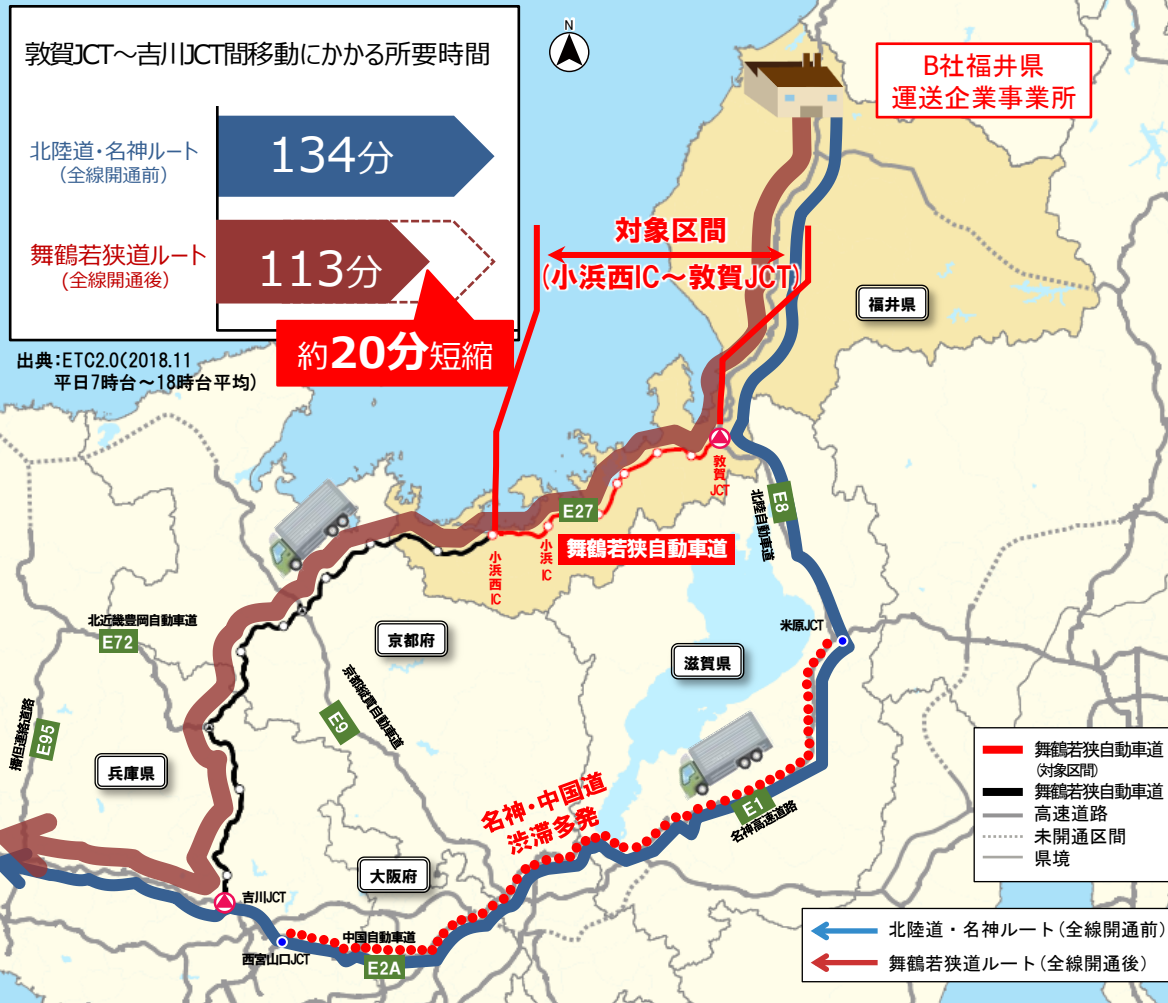 敦賀JCT～吉川JCT間移動にかかる所要時間
北陸道・名神ルート
(全線開通前)
134分
舞鶴若狭道ルート
(全線開通後)
113分
約20分短縮
出典：ETC2.0(2018.11
平日7時台～18時台平均)
N
B社福井県
運送企業事業所
対象区間
(小浜西IC～敦賀JCT)
福井県
敦賀JCT
E8
北陸自動車道
E27
舞鶴若狭自動車道
小浜IC
小浜西IC
北近畿豊岡自動車道
E72
京都府
京都縦貫自動車道
E9
滋賀県
米原JCT
播但連絡道路
E95
兵庫県
名神・中国道
渋滞多発
E1
名神高速道路
大阪府
吉川JCT
中国自動車道
西宮山口JCT
E2A
舞鶴若狭自動車道
(対象区間)
舞鶴若狭自動車道
高速道路
未開通区間
県境
北陸道・名神ルート(全線開通前)
舞鶴若狭道ルート(全線開通後)